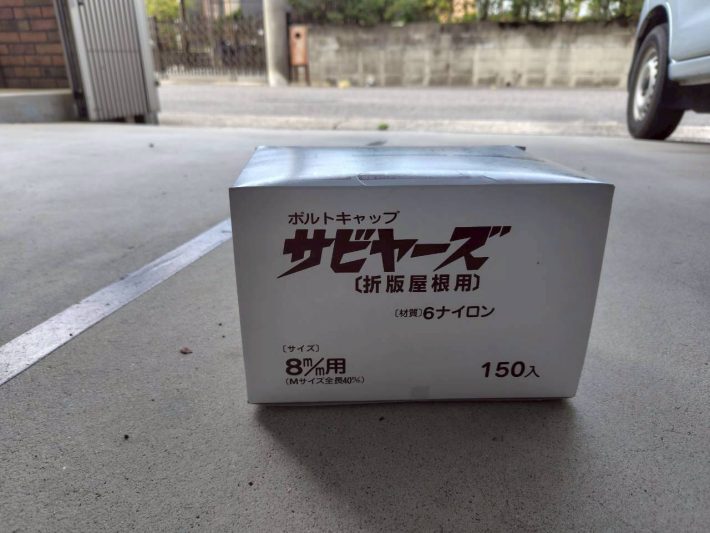 ボルトキャップ
サビヤーズ
〔折版屋根用〕
〔材質〕6ナイロン
〔サイズ〕
8m/m用
(Mサイズ全長40m/m)
150入